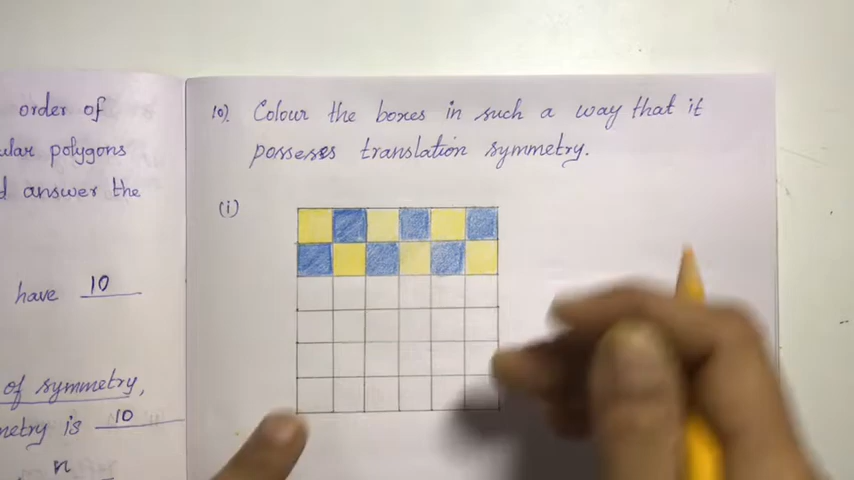 order of
ular polygons
d answer the
have 10
of symmetry,
metry is 10
n
10). Colour the boxes in such a way that it
possesses translation symmetry.
(i)